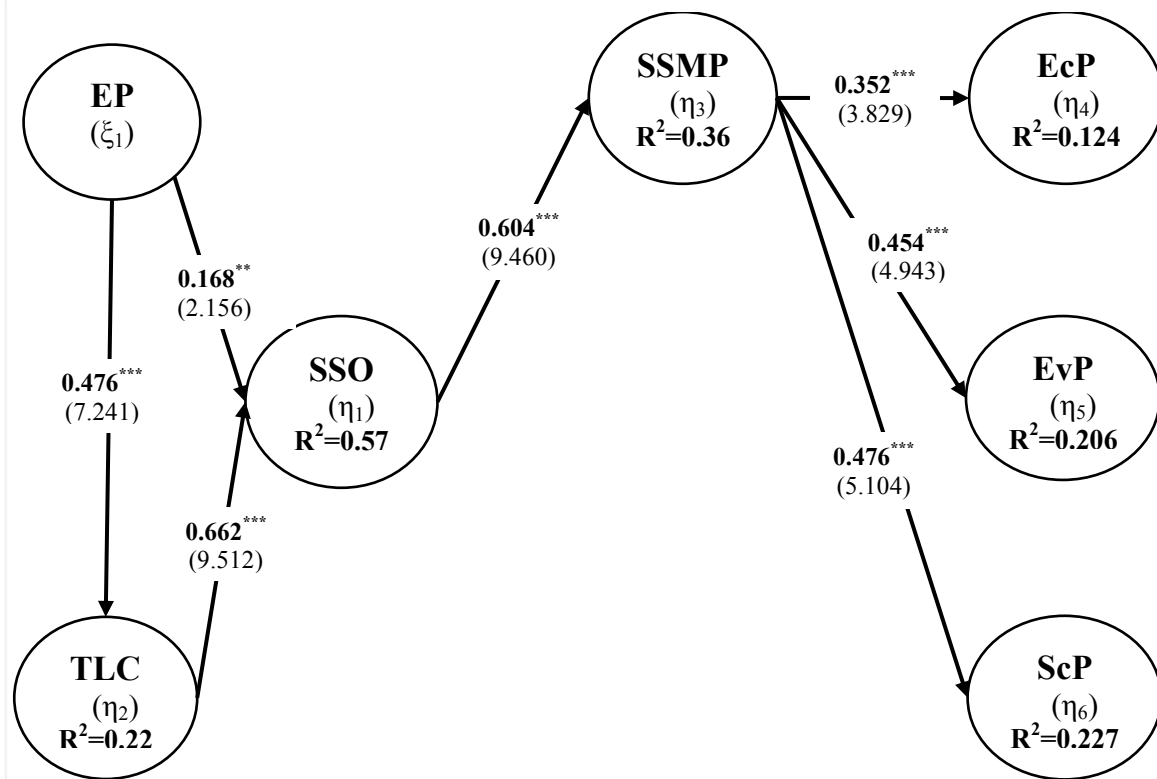 EP
(ξ₁)
SSMP
(η₃)
R²=0.36
0.352***
(3.829)
EcP
(η₄)
R²=0.124
0.168**
(2.156)
0.604***
(9.460)
0.454***
(4.943)
0.476***
(7.241)
SSO
(η₁)
R²=0.57
EvP
(η₅)
R²=0.206
0.476***
(5.104)
0.662***
(9.512)
TLC
(η₂)
R²=0.22
ScP
(η₆)
R²=0.227